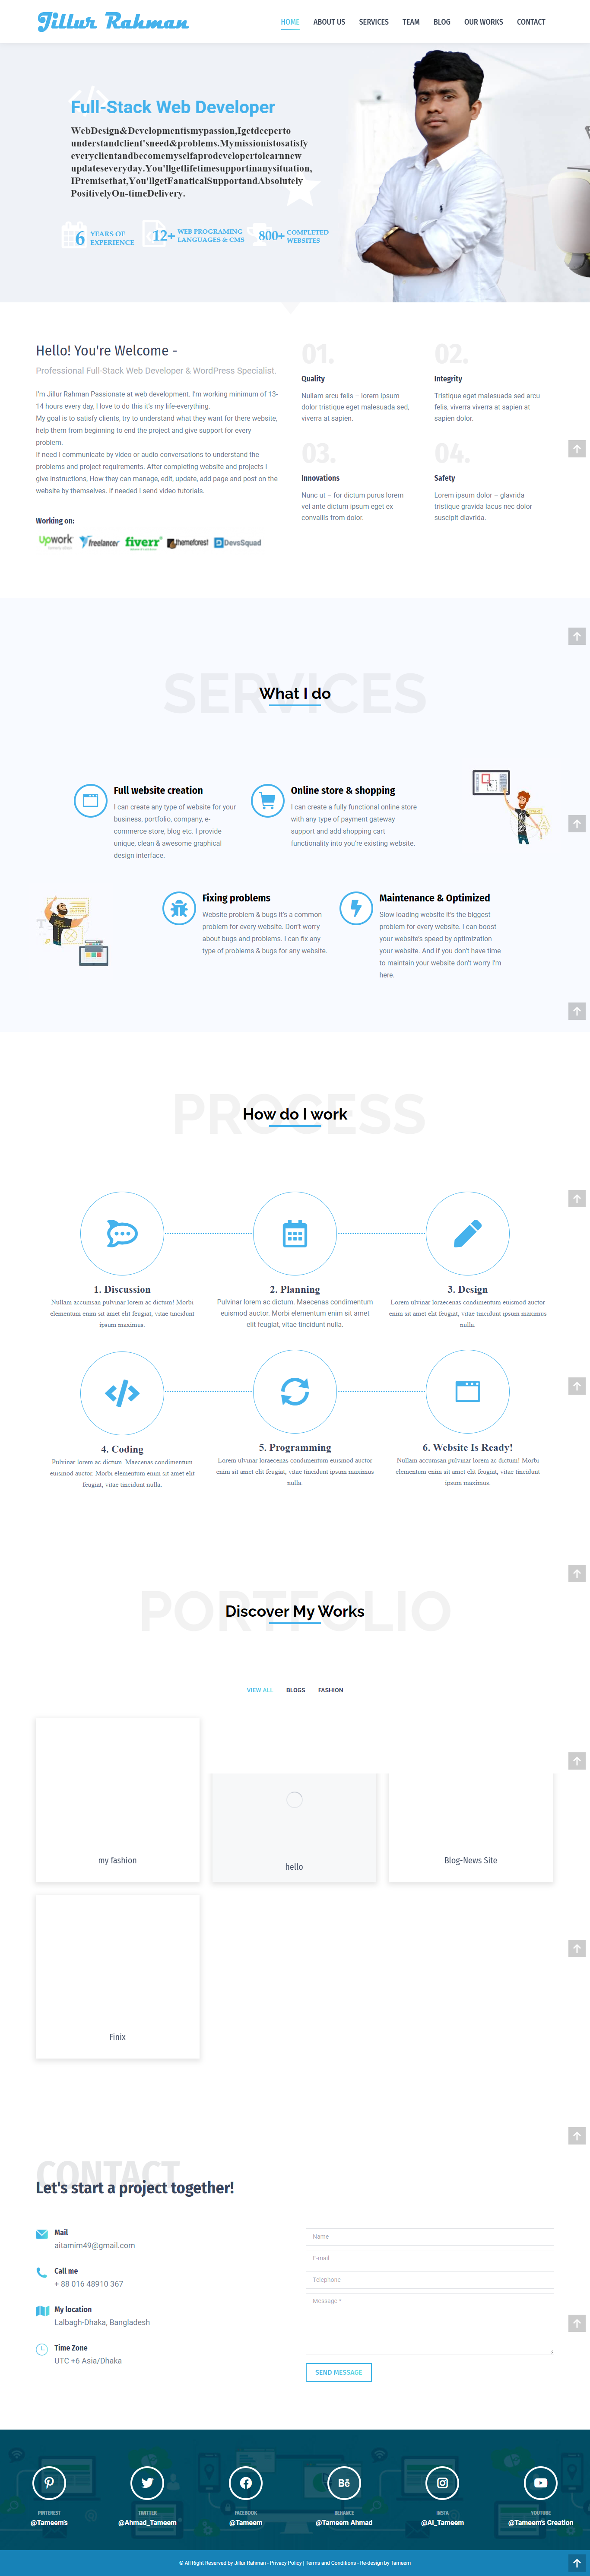 Jillur Rahman
HOME ABOUT US SERVICES TEAM BLOG OUR WORKS CONTACT
Full-Stack Web Developer
WebDesign&Developmentismypassion,Igetdeeperto
understandclient'sneed&problems.Mymissionistosatisfy
everyclientandbecomemyselfaprodevelopertolearnnew
updateseveryday.You'llgetlifetimesupportinanysituation,
IPremisethat,You'llgetFanaticalSupportandAbsolutely
PositivelyOn-timeDelivery.
6 YEARS OF EXPERIENCE
12+ WEB PROGRAMING LANGUAGES & CMS
800+ COMPLETED WEBSITES
Hello! You're Welcome -
Professional Full-Stack Web Developer & WordPress Specialist.
I'm Jillur Rahman Passionate at web development. I'm working minimum of 13-
14 hours every day, I love to do this it's my life-everything.
My goal is to satisfy clients, try to understand what they want for there website,
help them from beginning to end the project and give support for every
problem.
If need I communicate by video or audio conversations to understand the
problems and project requirements. After completing website and projects I
give instructions, How they can manage, edit, update, add page and post on the
website by themselves. If needed I send video tutorials.
Working on:
upwork freelancer fiverr themeforest DevsSquad
01.
Quality
Nullam arcu felis – lorem ipsum
dolor tristique eget malesuada sed,
viverra at sapien.
02.
Integrity
Tristique eget malesuada sed arcu
felis, viverra viverra at sapien at
sapien dolor.
03.
Innovations
Nunc ut – for dictum purus lorem
vel ante dictum ipsum eget ex
convallis from dolor.
04.
Safety
Lorem ipsum dolor – glavrida
tristique gravida lacus nec dolor
suscipit dlavrida.
SERVICES
What I do
Full website creation
I can create any type of website for your
business, portfolio, company, e-
commerce store, blog etc. I provide
unique, clean & awesome graphical
design interface.
Online store & shopping
I can create a fully functional online store
with any type of payment gateway
support and add shopping cart
functionality into you're existing website.
Fixing problems
Website problem & bugs it's a common
problem for every website. Don't worry
about bugs and problems. I can fix any
type of problems & bugs for any website.
Maintenance & Optimized
Slow loading website it's the biggest
problem for every website. I can boost
your website's speed by optimization
your website. And if you don't have time
to maintain your website don't worry I'm
here.
PROCESS
How do I work
1. Discussion
Nullam accumsan pulvinar lorem ac dictum! Morbi
elementum enim sit amet elit feugiat, vitae tincidunt
ipsum maximus.
2. Planning
Pulvinar lorem ac dictum. Maecenas condimentum
euismod auctor. Morbi elementum enim sit amet
elit feugiat, vitae tincidunt nulla.
3. Design
Lorem ulvinar loraecenas condimentum euismod auctor
enim sit amet elit feugiat, vitae tincidunt ipsum maximus
nulla.
4. Coding
Pulvinar lorem ac dictum. Maecenas condimentum
euismod auctor. Morbi elementum enim sit amet elit
feugiat, vitae tincidunt nulla.
5. Programming
Lorem ulvinar loraecenas condimentum euismod auctor
enim sit amet elit feugiat, vitae tincidunt ipsum maximus
nulla.
6. Website Is Ready!
Nullam accumsan pulvinar lorem ac dictum! Morbi
elementum enim sit amet elit feugiat, vitae tincidunt
ipsum maximus.
PORTFOLIO
Discover My Works
VIEW ALL BLOGS FASHION
my fashion
hello
Blog-News Site
Finix
CONTACT
Let's start a project together!
Mail
aitamim49@gmail.com
Call me
+ 88 016 48910 367
My location
Lalbagh-Dhaka, Bangladesh
Time Zone
UTC +6 Asia/Dhaka
Name
E-mail
Telephone
Message *
SEND MESSAGE
PINTEREST
@Tameem's
TWITTER
@Ahmad_Tameem
FACEBOOK
@Tameem
BEHANCE
@Tameem Ahmad
INSTA
@AI_Tameem
YOUTUBE
@Tameem's Creation
© All Right Reserved by Jillur Rahman - Privacy Policy | Terms and Conditions - Re-design by Tameem